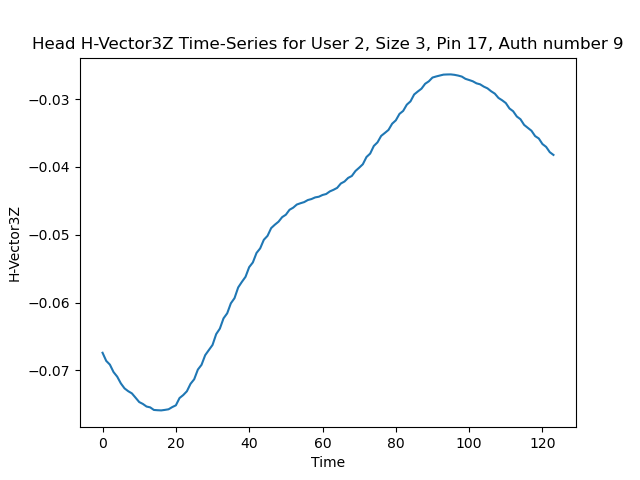 Head H-Vector3Z Time-Series for User 2, Size 3, Pin 17, Auth number 9
−0.03
−0.04
−0.05
−0.06
−0.07
H-Vector3Z
0 20 40 60 80 100 120
Time